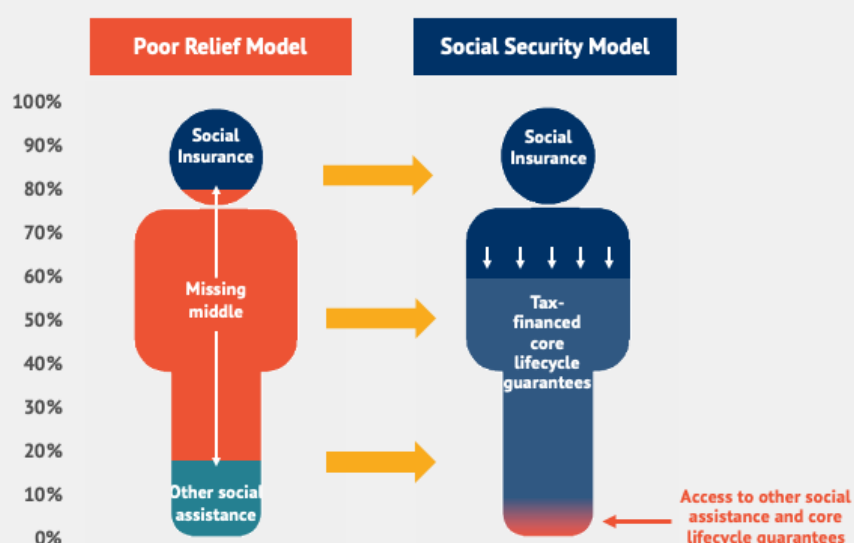 Poor Relief Model
Social Security Model
100%
90%
80%
70%
60%
50%
40%
30%
20%
10%
0%
Social
Insurance
Missing
middle
Other social
assistance
Social
Insurance
Tax-
financed
core
lifecycle
guarantees
Access to other social
assistance and core
lifecycle guarantees